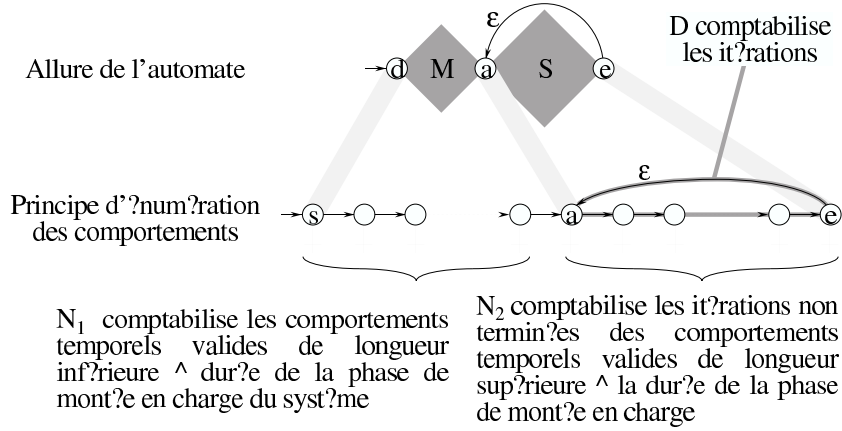 ε
D comptabilise
les it?rations
Allure de l'automate
d M a S e
ε
Principe d'?num?ration
des comportements
s a e
N1 comptabilise les comportements
temporels valides de longueur
inf?rieure ^ dur?e de la phase de
mont?e en charge du syst?me
N2 comptabilise les it?rations non
termin?es des comportements
temporels valides de longueur
sup?rieure ^ la dur?e de la phase
de mont?e en charge